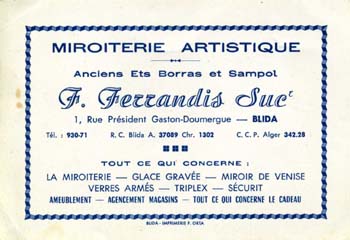 MIROITERIE ARTISTIQUE
Anciens Ets Borras et Sampol
F. Ferrandis Sucr
1, Rue Président Gaston-Doumergue — BLIDA
Tél. : 930-71 R. C. Blida A. 37089 Chr. 1302 C. C. P. Alger 342.28
TOUT CE QUI CONCERNE :
LA MIROITERIE — GLACE GRAVÉE — MIROIR DE VENISE
VERRES ARMÉS — TRIPLEX — SÉCURIT
AMEUBLEMENT — AGENCEMENT MAGASINS — TOUT CE QUI CONCERNE LE CADEAU
BLIDA - IMPRIMERIE F. CIRTA